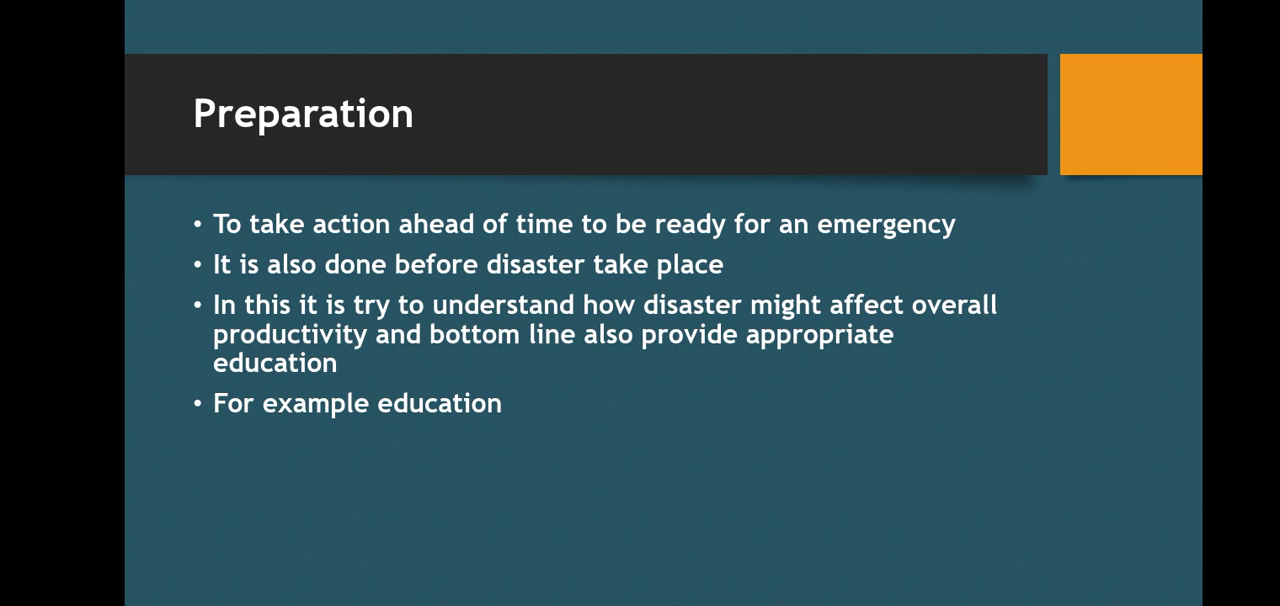 Preparation
• To take action ahead of time to be ready for an emergency
• It is also done before disaster take place
• In this it is try to understand how disaster might affect overall
productivity and bottom line also provide appropriate
education
• For example education